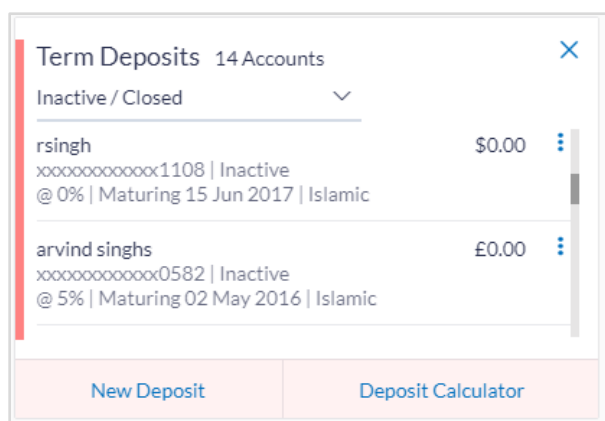 Term Deposits 14 Accounts
Inactive / Closed
rsingh $0.00
xxxxxxxxxxxx1108 | Inactive
@ 0% | Maturing 15 Jun 2017 | Islamic
arvind singhs £0.00
xxxxxxxxxxxx0582 | Inactive
@ 5% | Maturing 02 May 2016 | Islamic
New Deposit Deposit Calculator